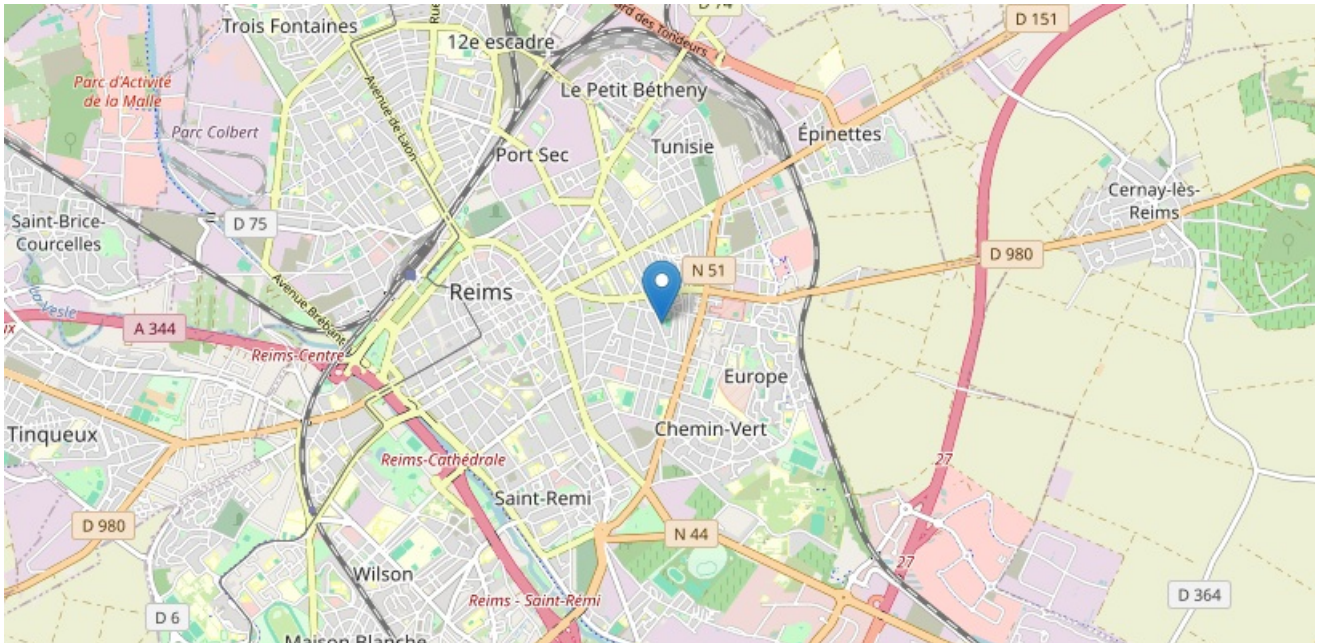 Trois Fontaines
12e escadre
D 74
D 151
Parc d'Activité
de la Malle
Le Petit Bétheny
Parc Colbert
Avenue de Laon
Port Sec
Tunisie
Épinettes
Cernay-lès-
Reims
Saint-Brice-
Courcelles
D 75
D 980
N 51
Reims
Avenue Brébant
A 344
Reims-Centre
Europe
Tinqueux
Chemin-Vert
Reims-Cathédrale
27
Saint-Remi
D 980
N 44
27
Wilson
Reims - Saint-Rémi
D 364
D 6
Maison Blanche